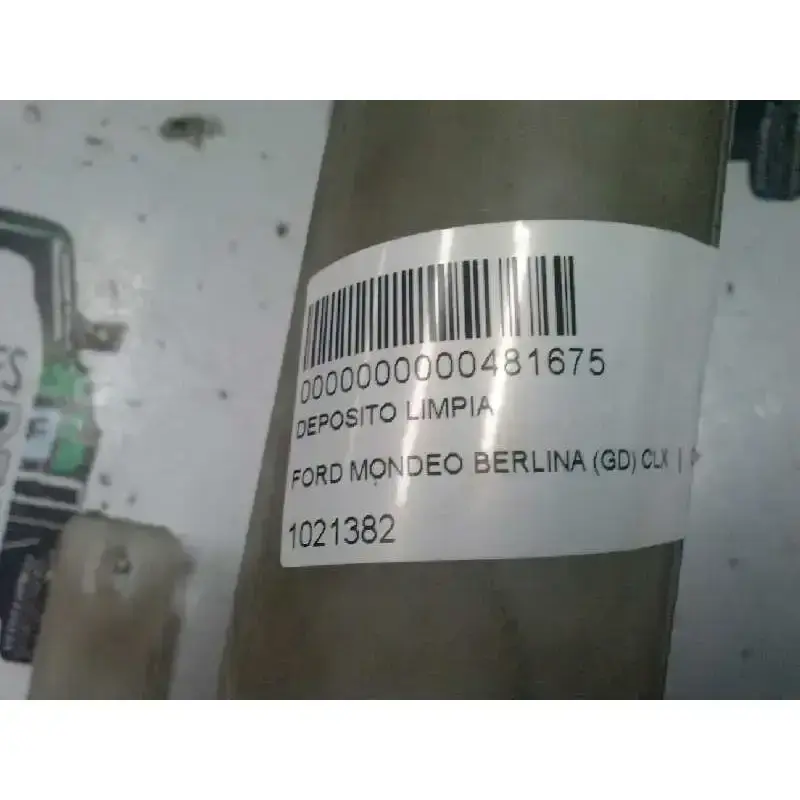 0000000000481675
DEPOSITO LIMPIA
FORD MONDEO BERLINA (GD) CLX |
1021382